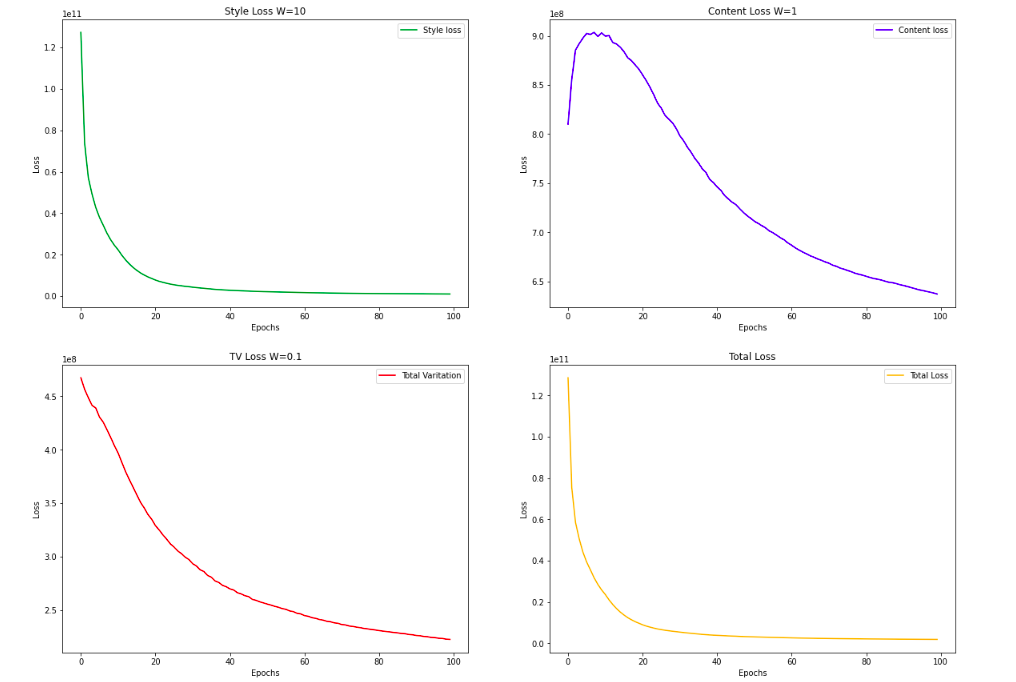 Style Loss W=10
1e11
Style loss
1.2
1.0
0.8
0.6
0.4
0.2
0.0
Loss
0 20 40 60 80 100
Epochs
Content Loss W=1
1e8
Content loss
9.0
8.5
8.0
7.5
7.0
6.5
Loss
0 20 40 60 80 100
Epochs
TV Loss W=0.1
1e8
Total Varitation
4.5
4.0
3.5
3.0
2.5
Loss
0 20 40 60 80 100
Epochs
Total Loss
1e11
Total Loss
1.2
1.0
0.8
0.6
0.4
0.2
0.0
Loss
0 20 40 60 80 100
Epochs